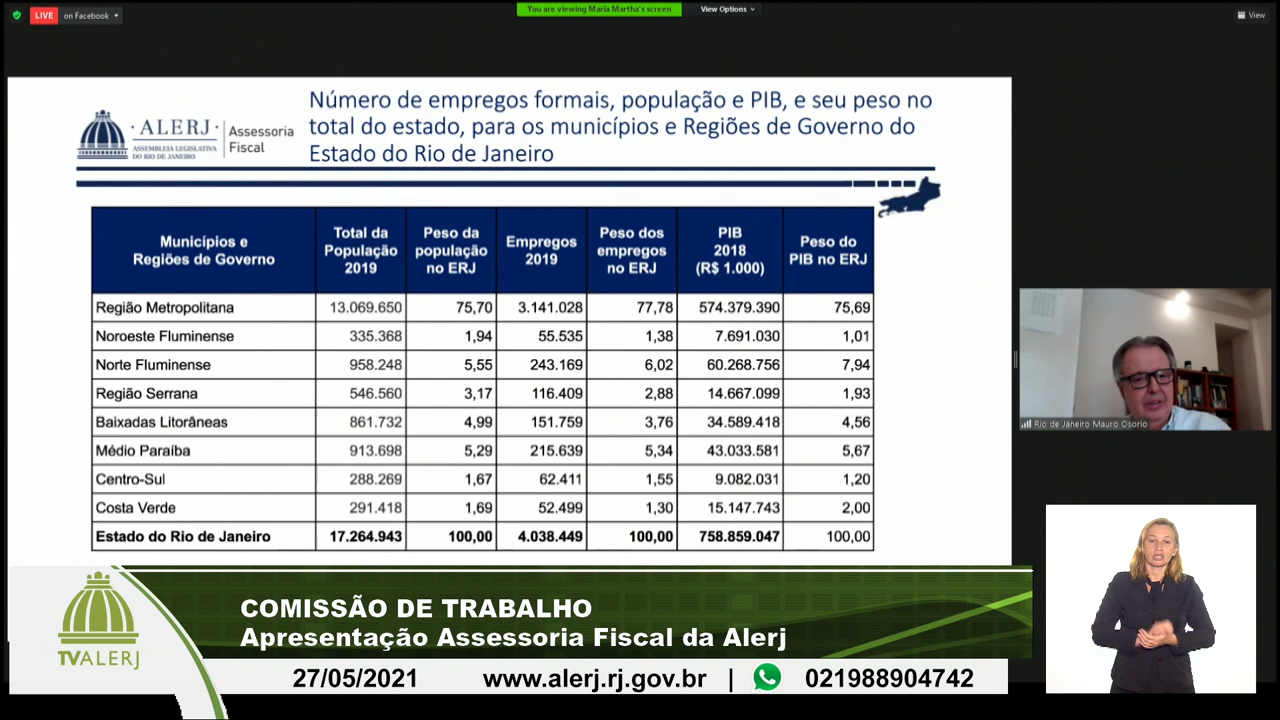 LIVE on Facebook
You are viewing Maria Martha's screen
View Options
View
· ALERJ ·
ASSEMBLEIA LEGISLATIVA
DO RIO DE JANEIRO
Assessoria
Fiscal
Número de empregos formais, população e PIB, e seu peso no
total do estado, para os municípios e Regiões de Governo do
Estado do Rio de Janeiro
Municípios e Regiões de Governo | Total da População 2019 | Peso da população no ERJ | Empregos 2019 | Peso dos empregos no ERJ | PIB 2018 (R$ 1.000) | Peso do PIB no ERJ
Região Metropolitana 13.069.650 75,70 3.141.028 77,78 574.379.390 75,69
Noroeste Fluminense 335.368 1,94 55.535 1,38 7.691.030 1,01
Norte Fluminense 958.248 5,55 243.169 6,02 60.268.756 7,94
Região Serrana 546.560 3,17 116.409 2,88 14.667.099 1,93
Baixadas Litorâneas 861.732 4,99 151.759 3,76 34.589.418 4,56
Médio Paraíba 913.698 5,29 215.639 5,34 43.033.581 5,67
Centro-Sul 288.269 1,67 62.411 1,55 9.082.031 1,20
Costa Verde 291.418 1,69 52.499 1,30 15.147.743 2,00
Estado do Rio de Janeiro 17.264.943 100,00 4.038.449 100,00 758.859.047 100,00
Rio de Janeiro Mauro Osorio
COMISSÃO DE TRABALHO
Apresentação Assessoria Fiscal da Alerj
TVALERJ
27/05/2021 www.alerj.rj.gov.br | 021988904742